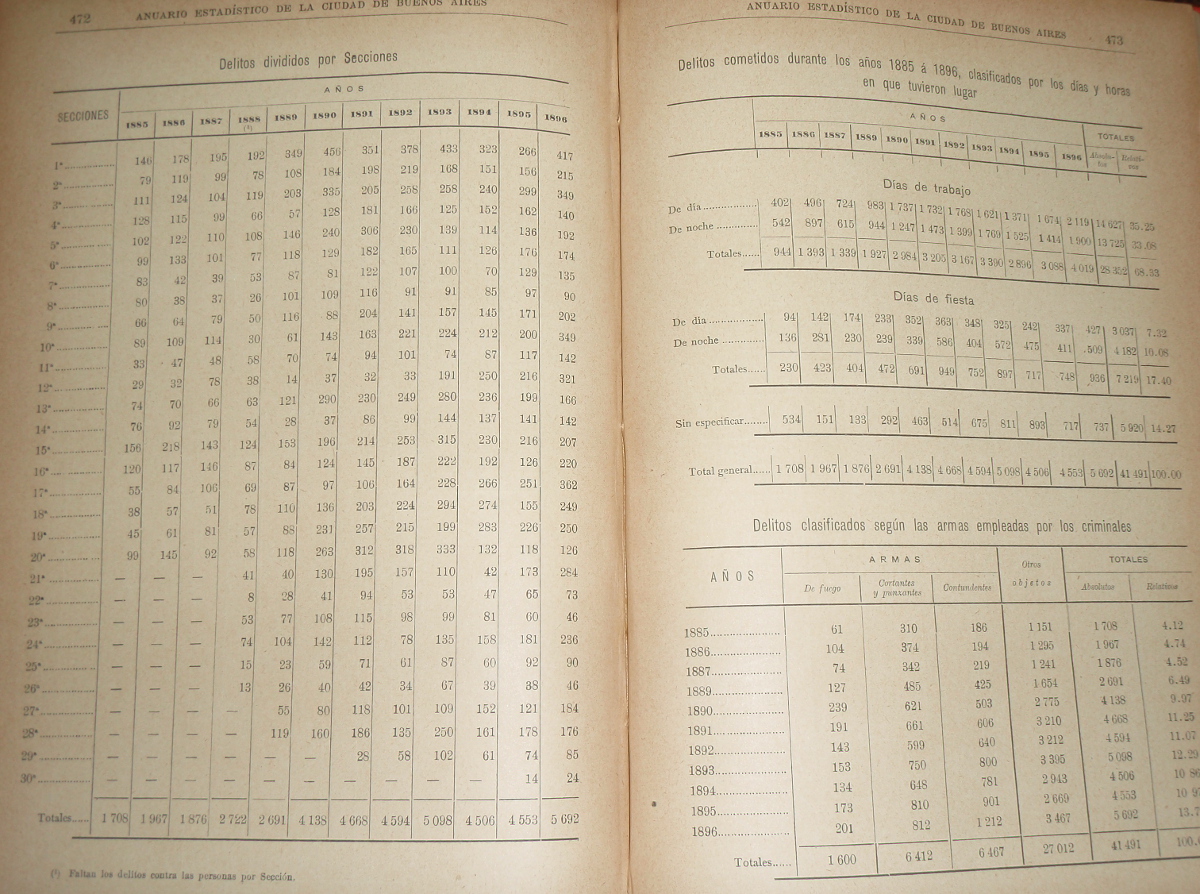 472 ANUARIO ESTADÍSTICO DE LA CIUDAD DE BUENOS AIRES
Delitos divididos por Secciones
SECCIONES AÑOS
1885 1886 1887 1888 1889 1890 1891 1892 1893 1894 1895 1896
(1)
1ª 146 178 195 192 349 456 351 378 433 323 266 417
2ª 79 119 99 78 108 184 198 219 168 151 156 215
3ª 111 124 104 119 203 335 205 258 258 240 299 349
4ª 128 115 99 66 57 128 181 166 125 152 162 140
5ª 102 122 110 108 146 240 306 230 139 114 136 192
6ª 99 133 101 77 118 129 182 165 111 126 176 174
7ª 83 42 39 53 87 81 122 107 100 70 129 135
8ª 80 38 37 26 101 109 116 91 91 85 97 90
9ª 66 64 79 50 116 88 204 141 157 145 171 202
10ª 89 109 114 30 61 143 163 221 224 212 200 349
11ª 33 47 48 58 70 74 94 101 74 87 117 142
12ª 29 32 78 38 14 37 32 33 191 250 216 321
13ª 74 70 66 63 121 290 230 249 280 236 199 166
14ª 76 92 79 54 28 37 86 99 144 137 141 142
15ª 156 218 143 124 153 196 214 253 315 230 216 207
16ª 120 117 146 87 84 124 145 187 222 192 126 220
17ª 55 84 106 69 87 97 106 164 228 266 251 362
18ª 38 57 51 78 110 136 203 224 294 274 155 249
19ª 45 61 81 57 88 231 257 215 199 283 226 250
20ª 99 145 92 58 118 263 312 318 333 132 118 126
21ª — — — 41 40 130 195 157 110 42 173 284
22ª — — — 8 28 41 94 53 53 47 65 73
23ª — — — 53 77 108 115 98 99 81 60 46
24ª — — — 74 104 142 112 78 135 158 181 236
25ª — — — 15 23 59 71 61 87 60 92 90
26ª — — — 13 26 40 42 34 67 39 38 46
27ª — — — — 55 80 118 101 109 152 121 184
28ª — — — — 119 160 186 135 250 161 178 176
29ª — — — — — — 28 58 102 61 74 85
30ª — — — — — — — — — — 14 24
Totales 1 708 1 967 1 876 2 722 2 691 4 138 4 668 4 594 5 098 4 506 4 553 5 692
(1) Faltan los delitos contra las personas por Sección.
ANUARIO ESTADÍSTICO DE LA CIUDAD DE BUENOS AIRES 473
Delitos cometidos durante los años 1885 á 1896, clasificados por los días y horas
en que tuvieron lugar
AÑOS TOTALES
1885 1886 1887 1889 1890 1891 1892 1893 1894 1895 1896 Absolutos Relativos
Días de trabajo
De día 402 496 724 983 1 737 1 732 1 768 1 621 1 371 1 674 2 119 14 627 35.25
De noche 542 897 615 944 1 247 1 473 1 399 1 769 1 525 1 414 1 900 13 725 33.08
Totales 944 1 393 1 339 1 927 2 984 3 205 3 167 3 390 2 896 3 088 4 019 28 352 68.33
Días de fiesta
De día 94 142 174 233 352 363 348 325 242 337 427 3 037 7.32
De noche 136 281 230 239 339 586 404 572 475 411 509 4 182 10.08
Totales 230 423 404 472 691 949 752 897 717 748 936 7 219 17.40
Sin especificar 534 151 133 292 463 514 675 811 893 717 737 5 920 14.27
Total general 1 708 1 967 1 876 2 691 4 138 4 668 4 594 5 098 4 506 4 553 5 692 41 491 100.00
Delitos clasificados según las armas empleadas por los criminales
AÑOS ARMAS Otros objetos TOTALES
De fuego Cortantes y punxantes Contundentes Absolutos Relativos
1885 61 310 186 1 151 1 708 4.12
1886 104 374 194 1 295 1 967 4.74
1887 74 342 219 1 241 1 876 4.52
1889 127 485 425 1 654 2 691 6.49
1890 239 621 503 2 775 4 138 9.97
1891 191 661 606 3 210 4 668 11.25
1892 143 599 640 3 212 4 594 11.07
1893 153 750 800 3 395 5 098 12.29
1894 134 648 781 2 943 4 506 10 86
1895 173 810 901 2 669 4 553 10 97
1896 201 812 1 212 3 467 5 692 13.7
Totales 1 600 6 412 6 467 27 012 41 491 100.0